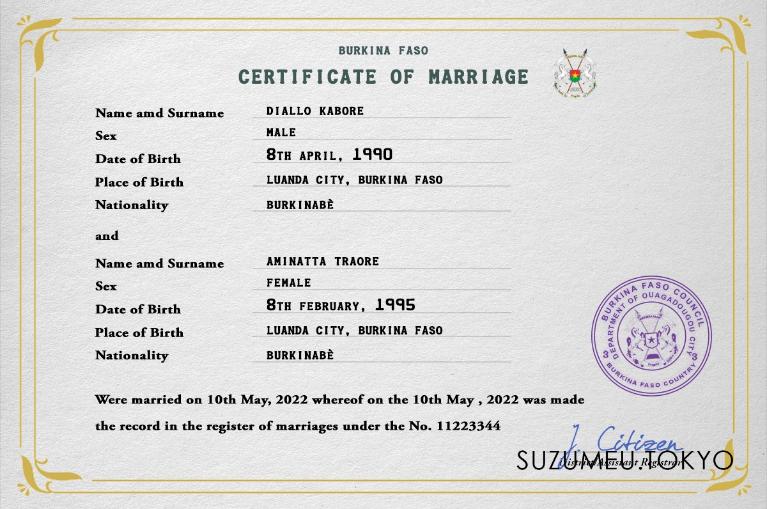 BURKINA FASO
CERTIFICATE OF MARRIAGE
Name amd Surname DIALLO KABORE
Sex MALE
Date of Birth 8TH APRIL, 1990
Place of Birth LUANDA CITY, BURKINA FASO
Nationality BURKINABÈ
and
Name amd Surname AMINATTA TRAORE
Sex FEMALE
Date of Birth 8TH FEBRUARY, 1995
Place of Birth LUANDA CITY, BURKINA FASO
Nationality BURKINABÈ
BURKINA FASO COUNCIL
DEPARTMENT OF OUAGADOUGOU CITY
BURKINA FASO COUNTRY
Were married on 10th May, 2022 whereof on the 10th May , 2022 was made
the record in the register of marriages under the No. 11223344
J Citizen
Assistant Registrar
SUZUMEU.TOKYO